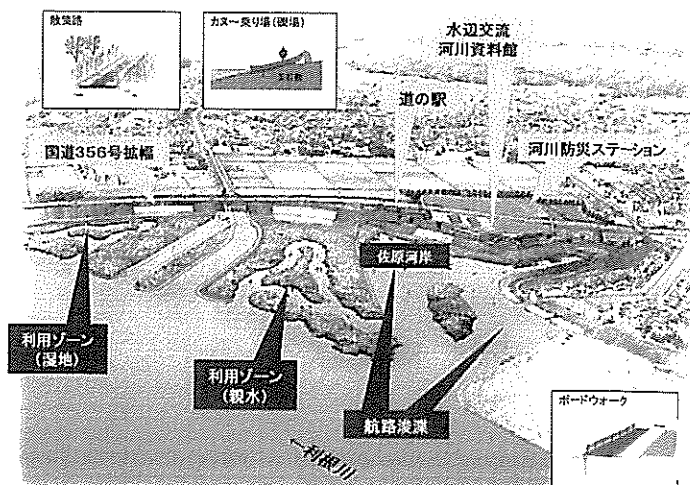 散策路
カヌー乗り場(礫場)
水辺交流
河川資料館
道の駅
国道356号拡幅
河川防災ステーション
佐原河岸
利用ゾーン
(湿地)
利用ゾーン
(親水)
航路浚渫
ボードウォーク
←利根川